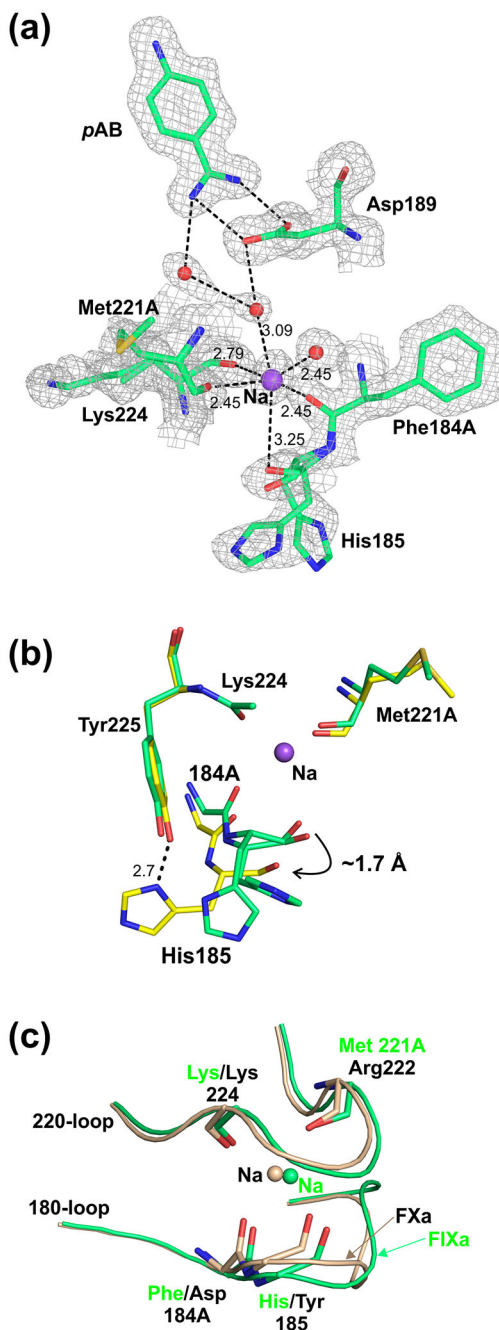 (a)
pAB
Asp189
Met221A
3.09
2.79
2.45
Na
2.45
2.45
Lys224
Phe184A
3.25
His185
(b)
Lys224
Tyr225
Met221A
Na
184A
2.7
~1.7 Å
His185
(c)
Met 221A
Arg222
Lys/Lys
224
220-loop
Na
Na
180-loop
FXa
FIXa
Phe/Asp
184A
His/Tyr
185